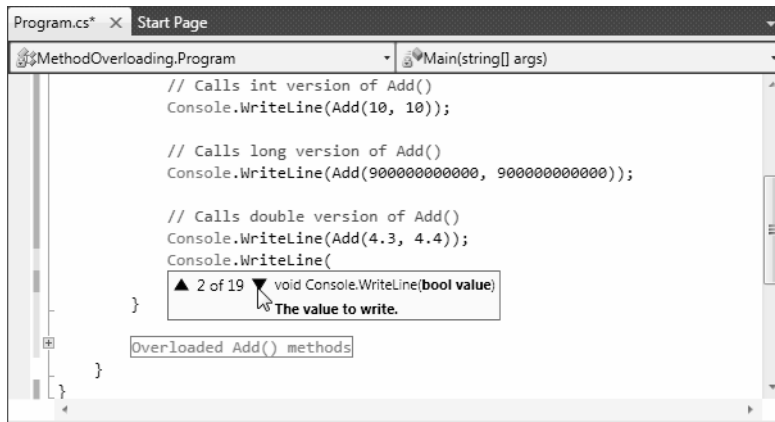 Program.cs* × Start Page
MethodOverloading.Program Main(string[] args)
// Calls int version of Add()
Console.WriteLine(Add(10, 10));
// Calls long version of Add()
Console.WriteLine(Add(900000000000, 900000000000));
// Calls double version of Add()
Console.WriteLine(Add(4.3, 4.4));
Console.WriteLine(
▲ 2 of 19 ▼ void Console.WriteLine(bool value)
The value to write.
}
Overloaded Add() methods
}
}